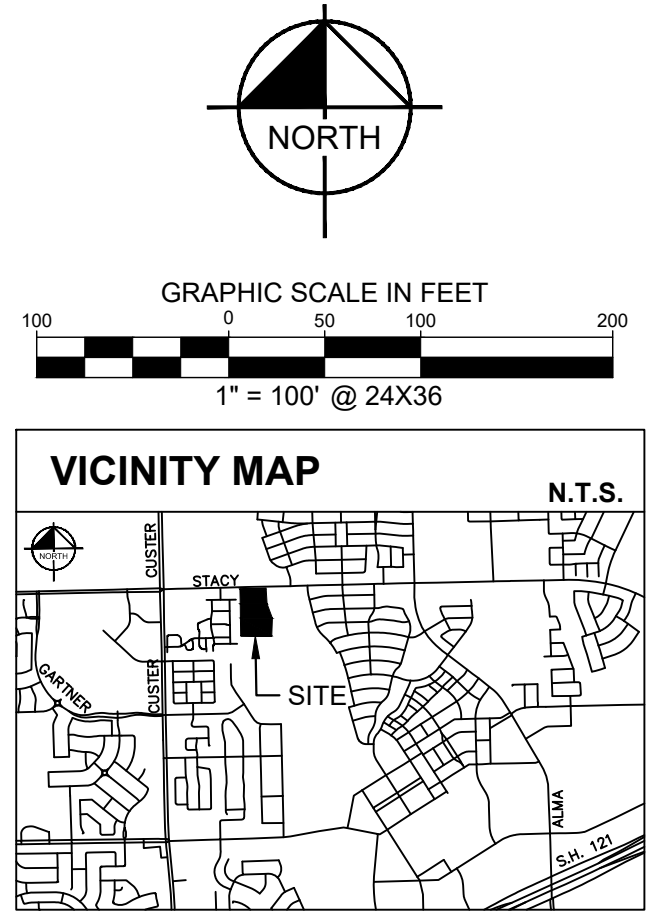 NORTH
GRAPHIC SCALE IN FEET
100 0 50 100 200
1" = 100' @ 24X36
VICINITY MAP
N.T.S.
NORTH
CUSTER
STACY
CUSTER
GARTNER
SITE
ALMA
S.H. 121